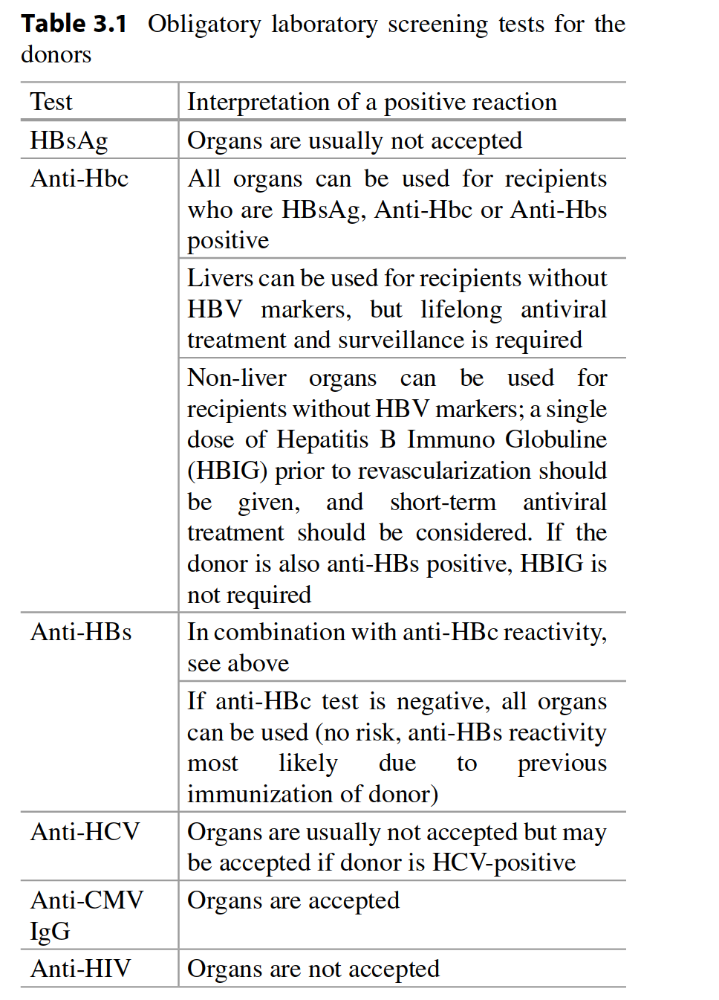 Table 3.1 Obligatory laboratory screening tests for the
donors
Test
Interpretation of a positive reaction
HBsAg
Organs are usually not accepted
Anti-Hbc
All organs can be used for recipients
who are HBsAg, Anti-Hbc or Anti-Hbs
positive
Livers can be used for recipients without
HBV markers, but lifelong antiviral
treatment and surveillance is required
Non-liver organs can be used for
recipients without HBV markers; a single
dose of Hepatitis B Immuno Globuline
(HBIG) prior to revascularization should
be given, and short-term antiviral
treatment should be considered. If the
donor is also anti-HBs positive, HBIG is
not required
Anti-HBs
In combination with anti-HBc reactivity,
see above
If anti-HBc test is negative, all organs
can be used (no risk, anti-HBs reactivity
most likely due to previous
immunization of donor)
Anti-HCV
Organs are usually not accepted but may
be accepted if donor is HCV-positive
Anti-CMV
IgG
Organs are accepted
Anti-HIV
Organs are not accepted